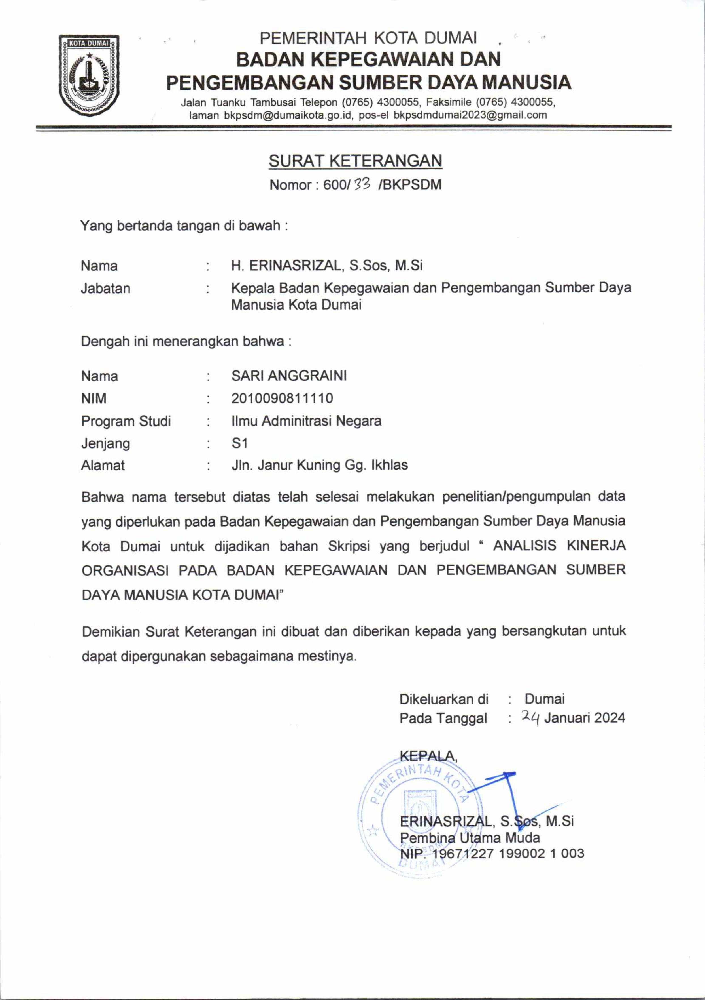 KOTA DUMAI
NEGERI BERTUAH
PEMERINTAH KOTA DUMAI
BADAN KEPEGAWAIAN DAN
PENGEMBANGAN SUMBER DAYA MANUSIA
Jalan Tuanku Tambusai Telepon (0765) 4300055, Faksimile (0765) 4300055,
laman bkpsdm@dumaikota.go.id, pos-el bkpsdmdumai2023@gmail.com
SURAT KETERANGAN
Nomor : 600/ 33 /BKPSDM
Yang bertanda tangan di bawah :
Nama : H. ERINASRIZAL, S.Sos, M.Si
Jabatan : Kepala Badan Kepegawaian dan Pengembangan Sumber Daya
Manusia Kota Dumai
Dengah ini menerangkan bahwa :
Nama : SARI ANGGRAINI
NIM : 2010090811110
Program Studi : Ilmu Adminitrasi Negara
Jenjang : S1
Alamat : Jln. Janur Kuning Gg. Ikhlas
Bahwa nama tersebut diatas telah selesai melakukan penelitian/pengumpulan data
yang diperlukan pada Badan Kepegawaian dan Pengembangan Sumber Daya Manusia
Kota Dumai untuk dijadikan bahan Skripsi yang berjudul “ ANALISIS KINERJA
ORGANISASI PADA BADAN KEPEGAWAIAN DAN PENGEMBANGAN SUMBER
DAYA MANUSIA KOTA DUMAI”
Demikian Surat Keterangan ini dibuat dan diberikan kepada yang bersangkutan untuk
dapat dipergunakan sebagaimana mestinya.
Dikeluarkan di : Dumai
Pada Tanggal : 24 Januari 2024
KEPALA,
PEMERINTAH KOTA
ERINASRIZAL, S.Sos, M.Si
Pembina Utama Muda
BKPSDM
NIP. 19671227 199002 1 003
DUMAI